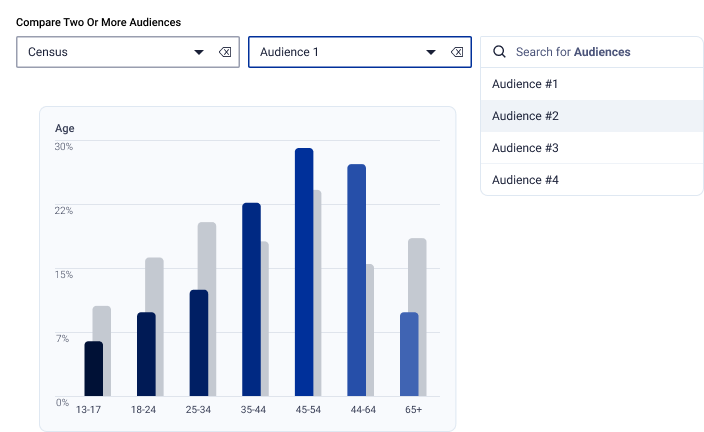 Compare Two Or More Audiences
Census
Audience 1
Search for Audiences
Audience #1
Audience #2
Audience #3
Audience #4
Age
30%
22%
15%
7%
0%
13-17 18-24 25-34 35-44 45-54 44-64 65+